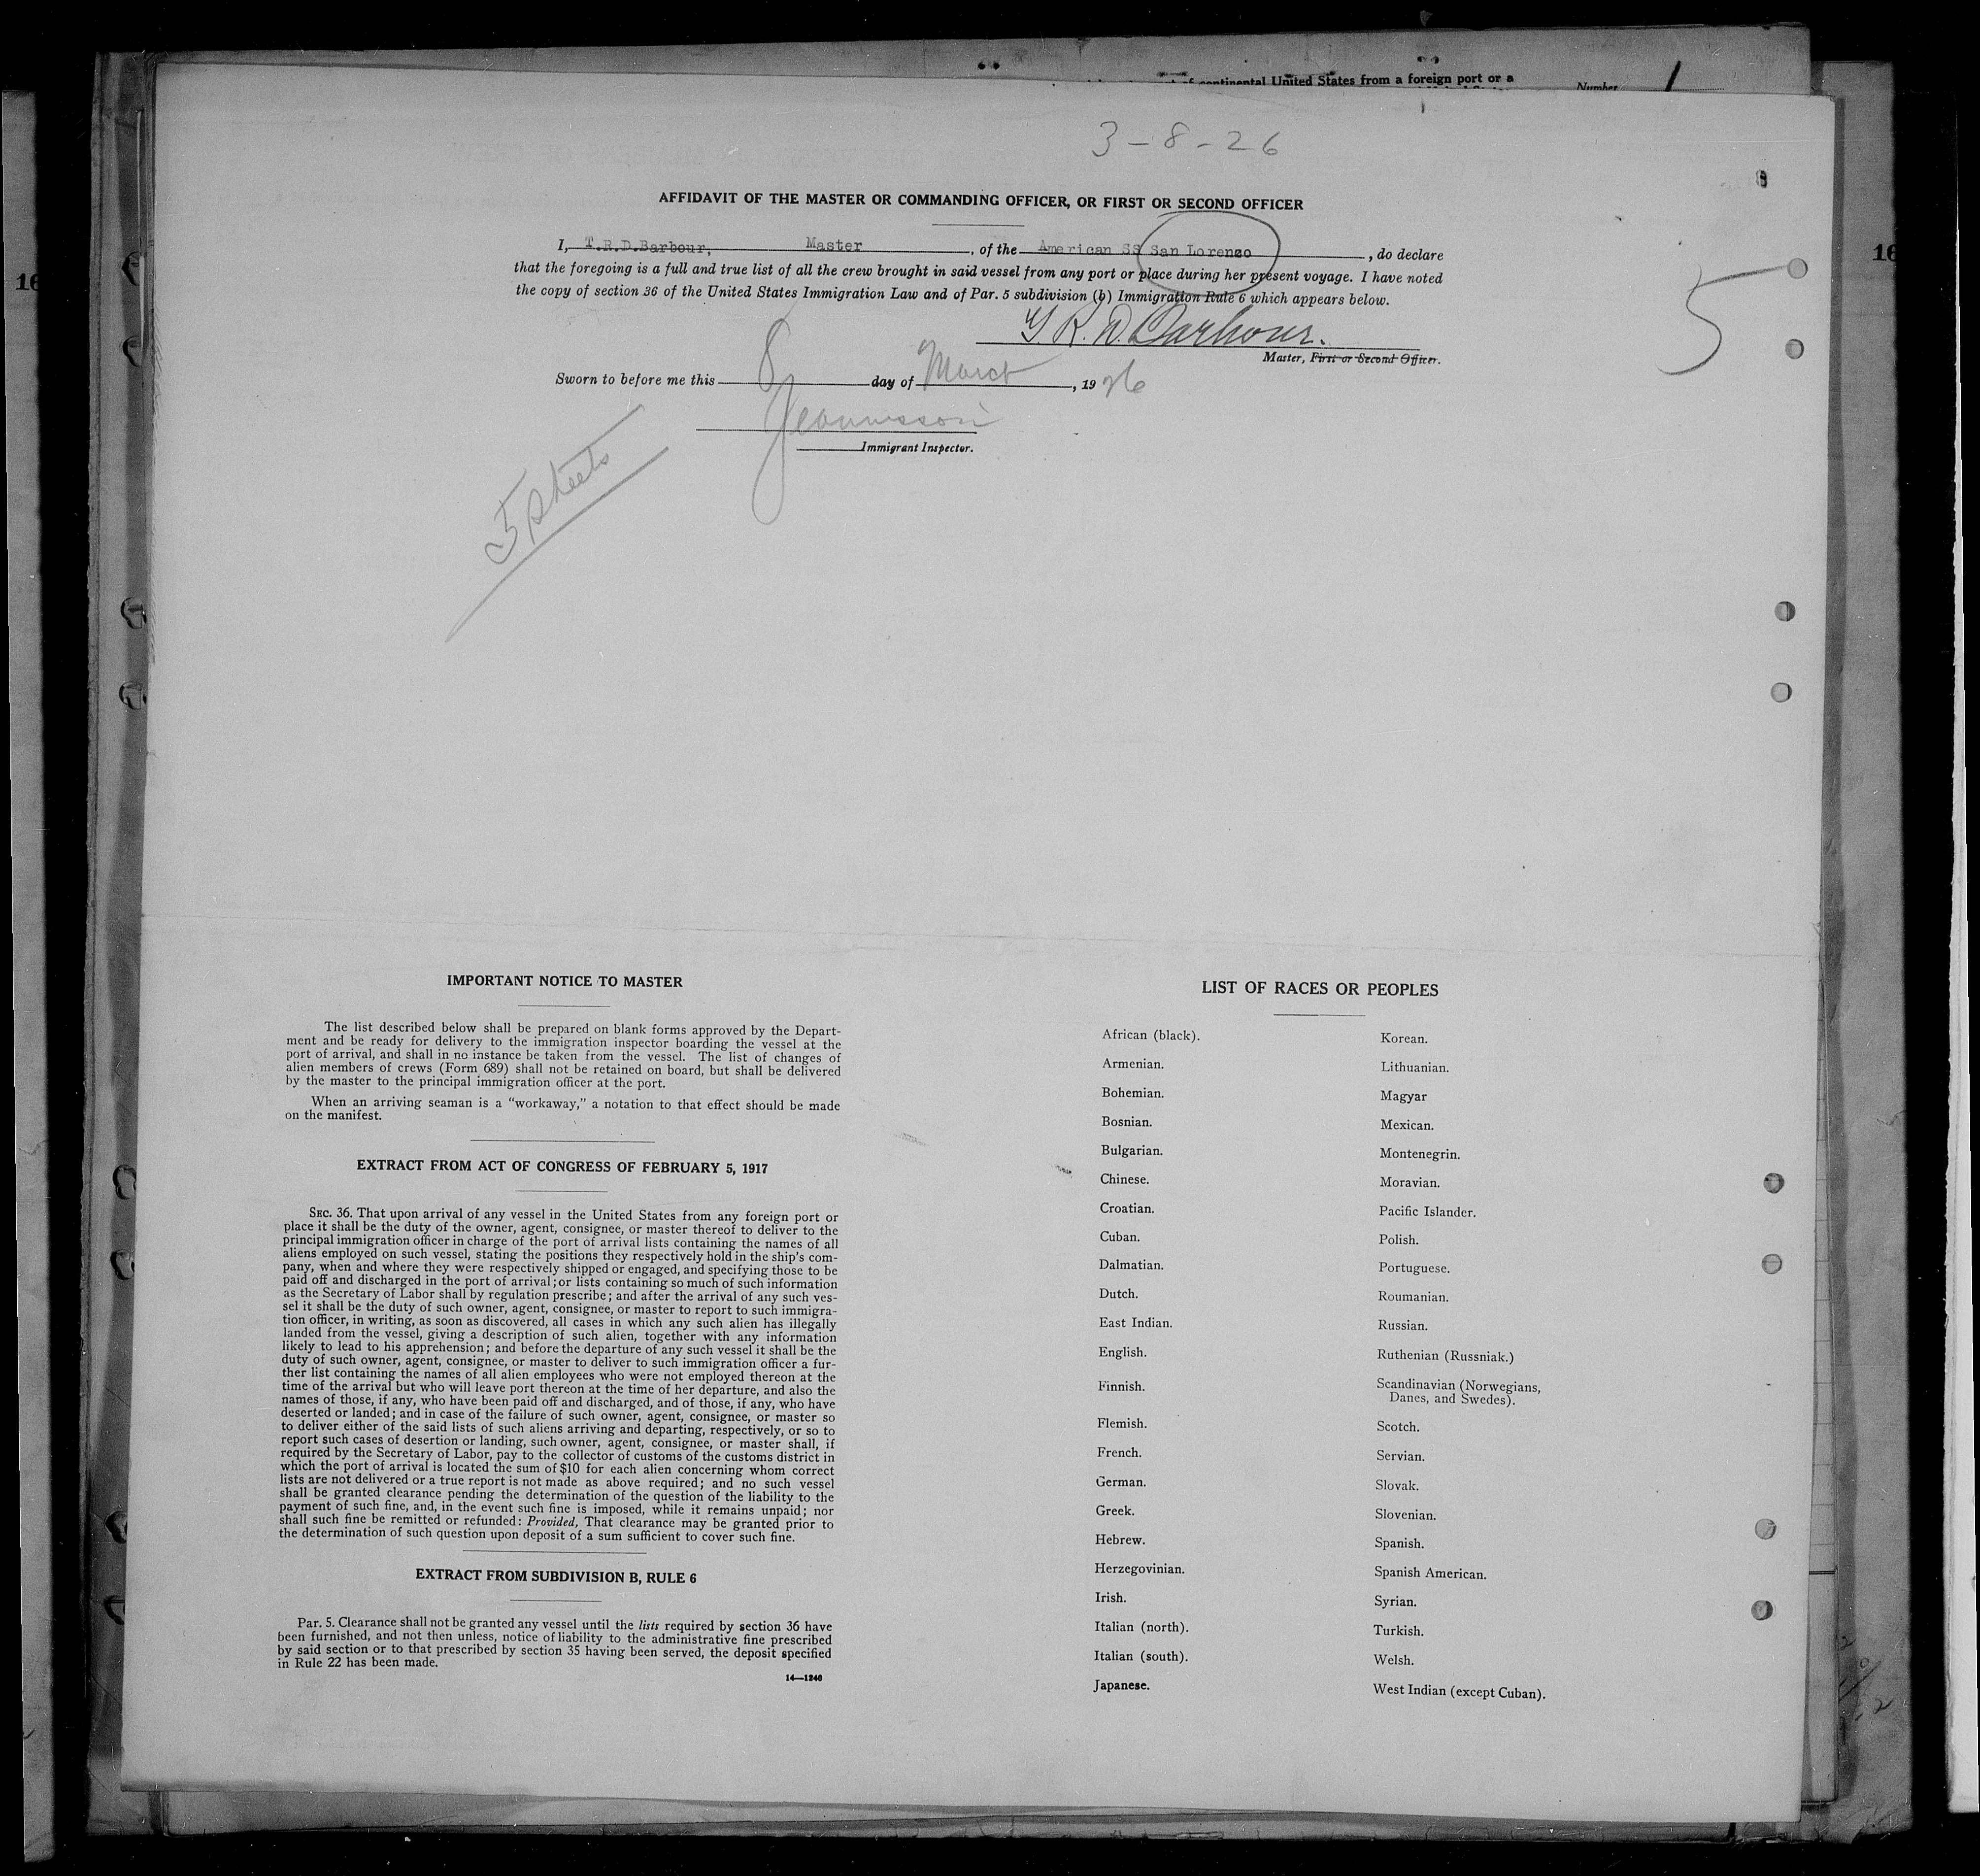 of continental United States from a foreign port or a
Number
3-8-26
16
16
AFFIDAVIT OF THE MASTER OR COMMANDING OFFICER, OR FIRST OR SECOND OFFICER
I, T.R.D.Barbour, Master, of the American SS San Lorenzo, do declare
that the foregoing is a full and true list of all the crew brought in said vessel from any port or place during her present voyage. I have noted
the copy of section 36 of the United States Immigration Law and of Par. 5 subdivision (b) Immigration Rule 6 which appears below.
R. D. Barbour.
Master, First or Second Officer.
5
Sworn to before me this 8 day of March, 1926
Immigrant Inspector.
5 sheets
IMPORTANT NOTICE TO MASTER
The list described below shall be prepared on blank forms approved by the Depart-
ment and be ready for delivery to the immigration inspector boarding the vessel at the
port of arrival, and shall in no instance be taken from the vessel. The list of changes of
alien members of crews (Form 689) shall not be retained on board, but shall be delivered
by the master to the principal immigration officer at the port.
When an arriving seaman is a "workaway," a notation to that effect should be made
on the manifest.
EXTRACT FROM ACT OF CONGRESS OF FEBRUARY 5, 1917
SEC. 36. That upon arrival of any vessel in the United States from any foreign port or
place it shall be the duty of the owner, agent, consignee, or master thereof to deliver to the
principal immigration officer in charge of the port of arrival lists containing the names of all
aliens employed on such vessel, stating the positions they respectively hold in the ship's com-
pany, when and where they were respectively shipped or engaged, and specifying those to be
paid off and discharged in the port of arrival; or lists containing so much of such information
as the Secretary of Labor shall by regulation prescribe; and after the arrival of any such ves-
sel it shall be the duty of such owner, agent, consignee, or master to report to such immigra-
tion officer, in writing, as soon as discovered, all cases in which any such alien has illegally
landed from the vessel, giving a description of such alien, together with any information
likely to lead to his apprehension; and before the departure of any such vessel it shall be the
duty of such owner, agent, consignee, or master to deliver to such immigration officer a fur-
ther list containing the names of all alien employees who were not employed thereon at the
time of the arrival but who will leave port thereon at the time of her departure, and also the
names of those, if any, who have been paid off and discharged, and of those, if any, who have
deserted or landed; and in case of the failure of such owner, agent, consignee, or master so
to deliver either of the said lists of such aliens arriving and departing, respectively, or so to
report such cases of desertion or landing, such owner, agent, consignee, or master shall, if
required by the Secretary of Labor, pay to the collector of customs of the customs district in
which the port of arrival is located the sum of $10 for each alien concerning whom correct
lists are not delivered or a true report is not made as above required; and no such vessel
shall be granted clearance pending the determination of the question of the liability to the
payment of such fine, and, in the event such fine is imposed, while it remains unpaid; nor
shall such fine be remitted or refunded: Provided, That clearance may be granted prior to
the determination of such question upon deposit of a sum sufficient to cover such fine.
EXTRACT FROM SUBDIVISION B, RULE 6
Par. 5. Clearance shall not be granted any vessel until the lists required by section 36 have
been furnished, and not then unless, notice of liability to the administrative fine prescribed
by said section or to that prescribed by section 35 having been served, the deposit specified
in Rule 22 has been made.
14—1240
LIST OF RACES OR PEOPLES
African (black).
Armenian.
Bohemian.
Bosnian.
Bulgarian.
Chinese.
Croatian.
Cuban.
Dalmatian.
Dutch.
East Indian.
English.
Finnish.
Flemish.
French.
German.
Greek.
Hebrew.
Herzegovinian.
Irish.
Italian (north).
Italian (south).
Japanese.
Korean.
Lithuanian.
Magyar
Mexican.
Montenegrin.
Moravian.
Pacific Islander.
Polish.
Portuguese.
Roumanian.
Russian.
Ruthenian (Russniak.)
Scandinavian (Norwegians,
Danes, and Swedes).
Scotch.
Servian.
Slovak.
Slovenian.
Spanish.
Spanish American.
Syrian.
Turkish.
Welsh.
West Indian (except Cuban).